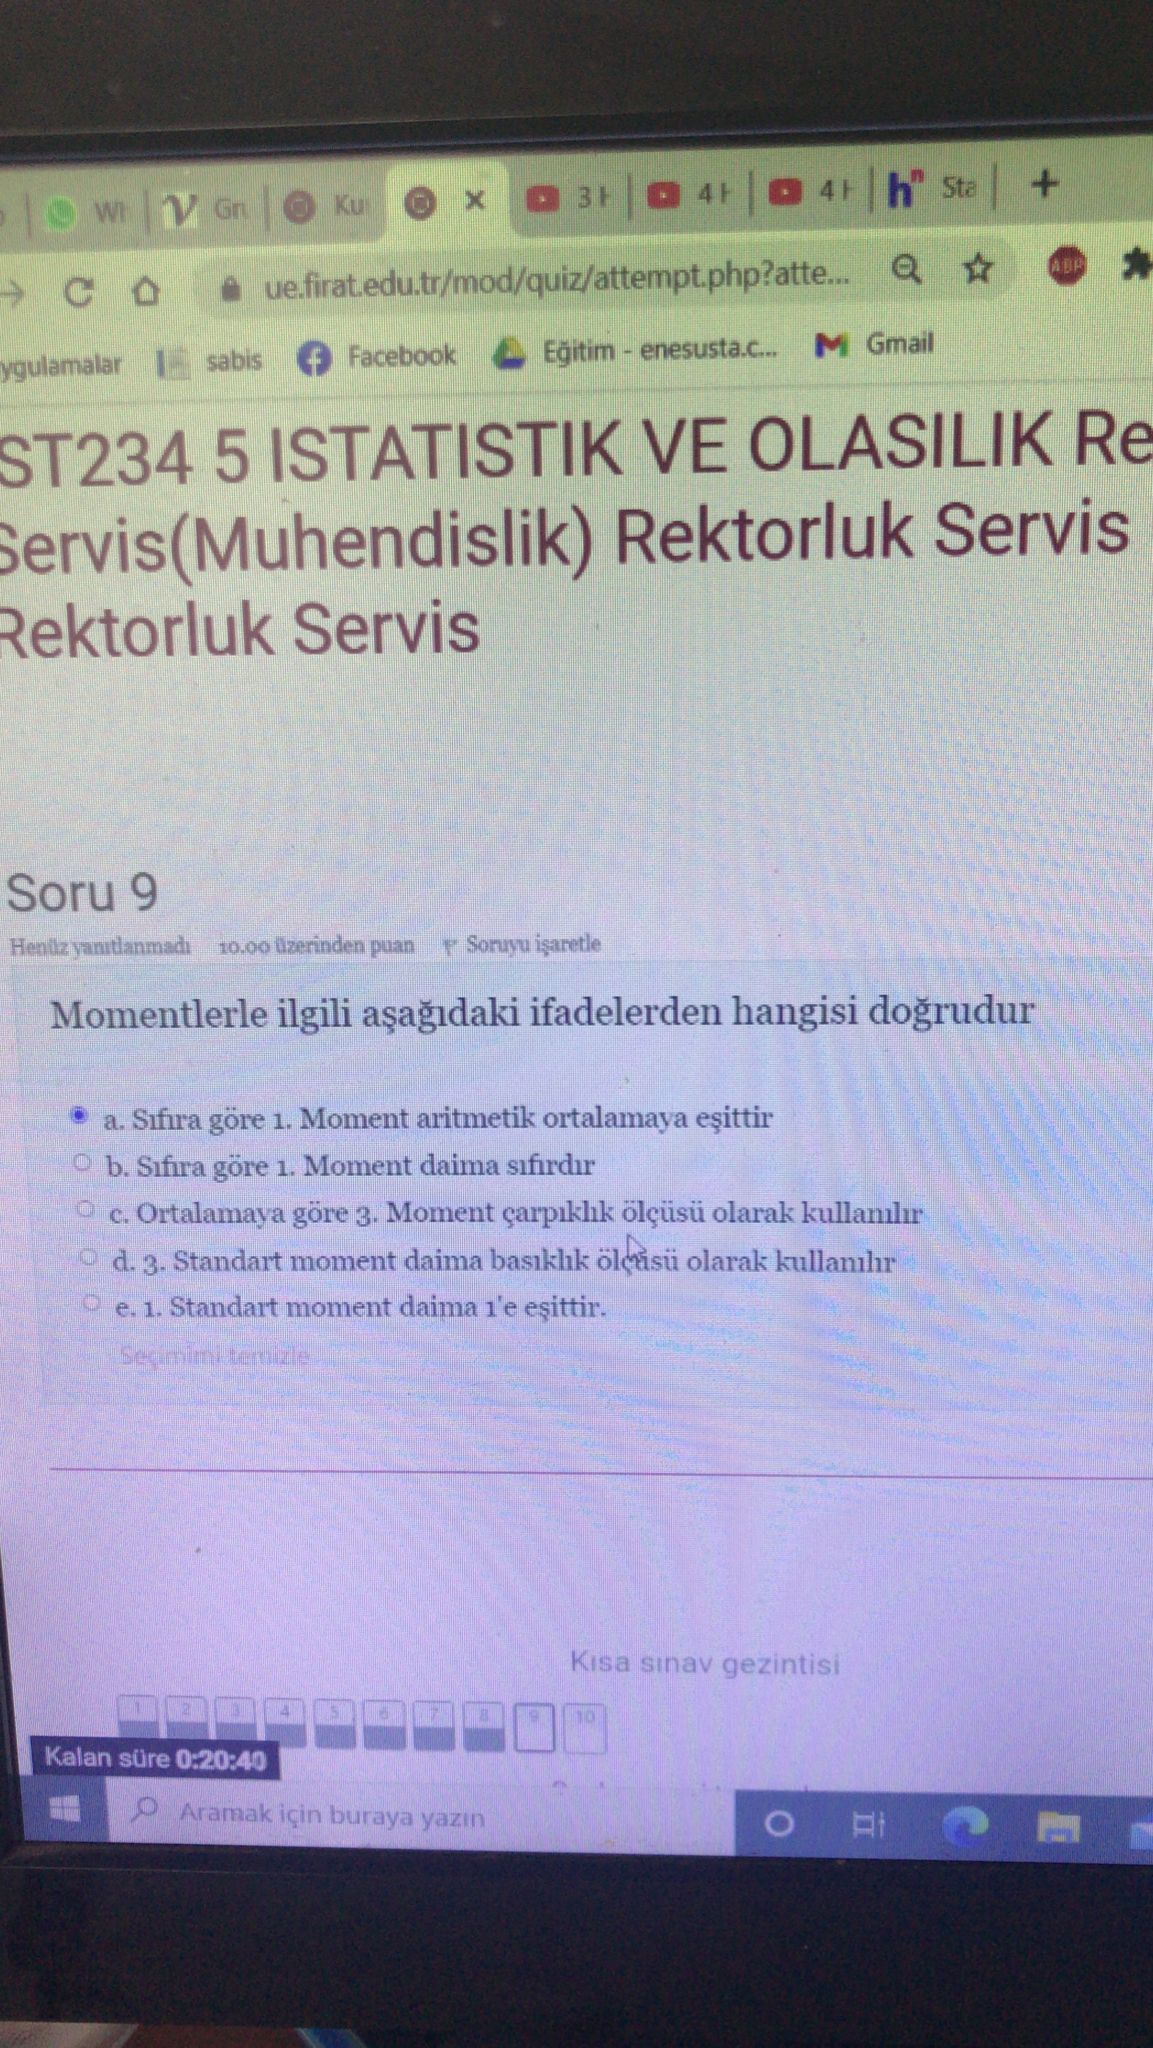 Wh
Gru
Ku
3 H
4 H
4 H
hn
Sta
ue.firat.edu.tr/mod/quiz/attempt.php?atte...
ABP
ygulamalar
sabis
Facebook
Eğitim - enesusta.c...
Gmail
ST234 5 ISTATISTIK VE OLASILIK Re
Servis(Muhendislik) Rektorluk Servis
Rektorluk Servis
Soru 9
Henüz yanıtlanmadı 10.00 üzerinden puan Soruyu işaretle
Momentlerle ilgili aşağıdaki ifadelerden hangisi doğrudur
a. Sıfıra göre 1. Moment aritmetik ortalamaya eşittir
b. Sıfıra göre 1. Moment daima sıfırdır
c. Ortalamaya göre 3. Moment çarpıklık ölçüsü olarak kullanılır
d. 3. Standart moment daima basıklık ölçüsü olarak kullanılır
e. 1. Standart moment daima 1'e eşittir.
Seçimimi temizle
Kısa sınav gezintisi
1 2 3 4 5 6 7 8 9 10
Kalan süre 0:20:40
Aramak için buraya yazın